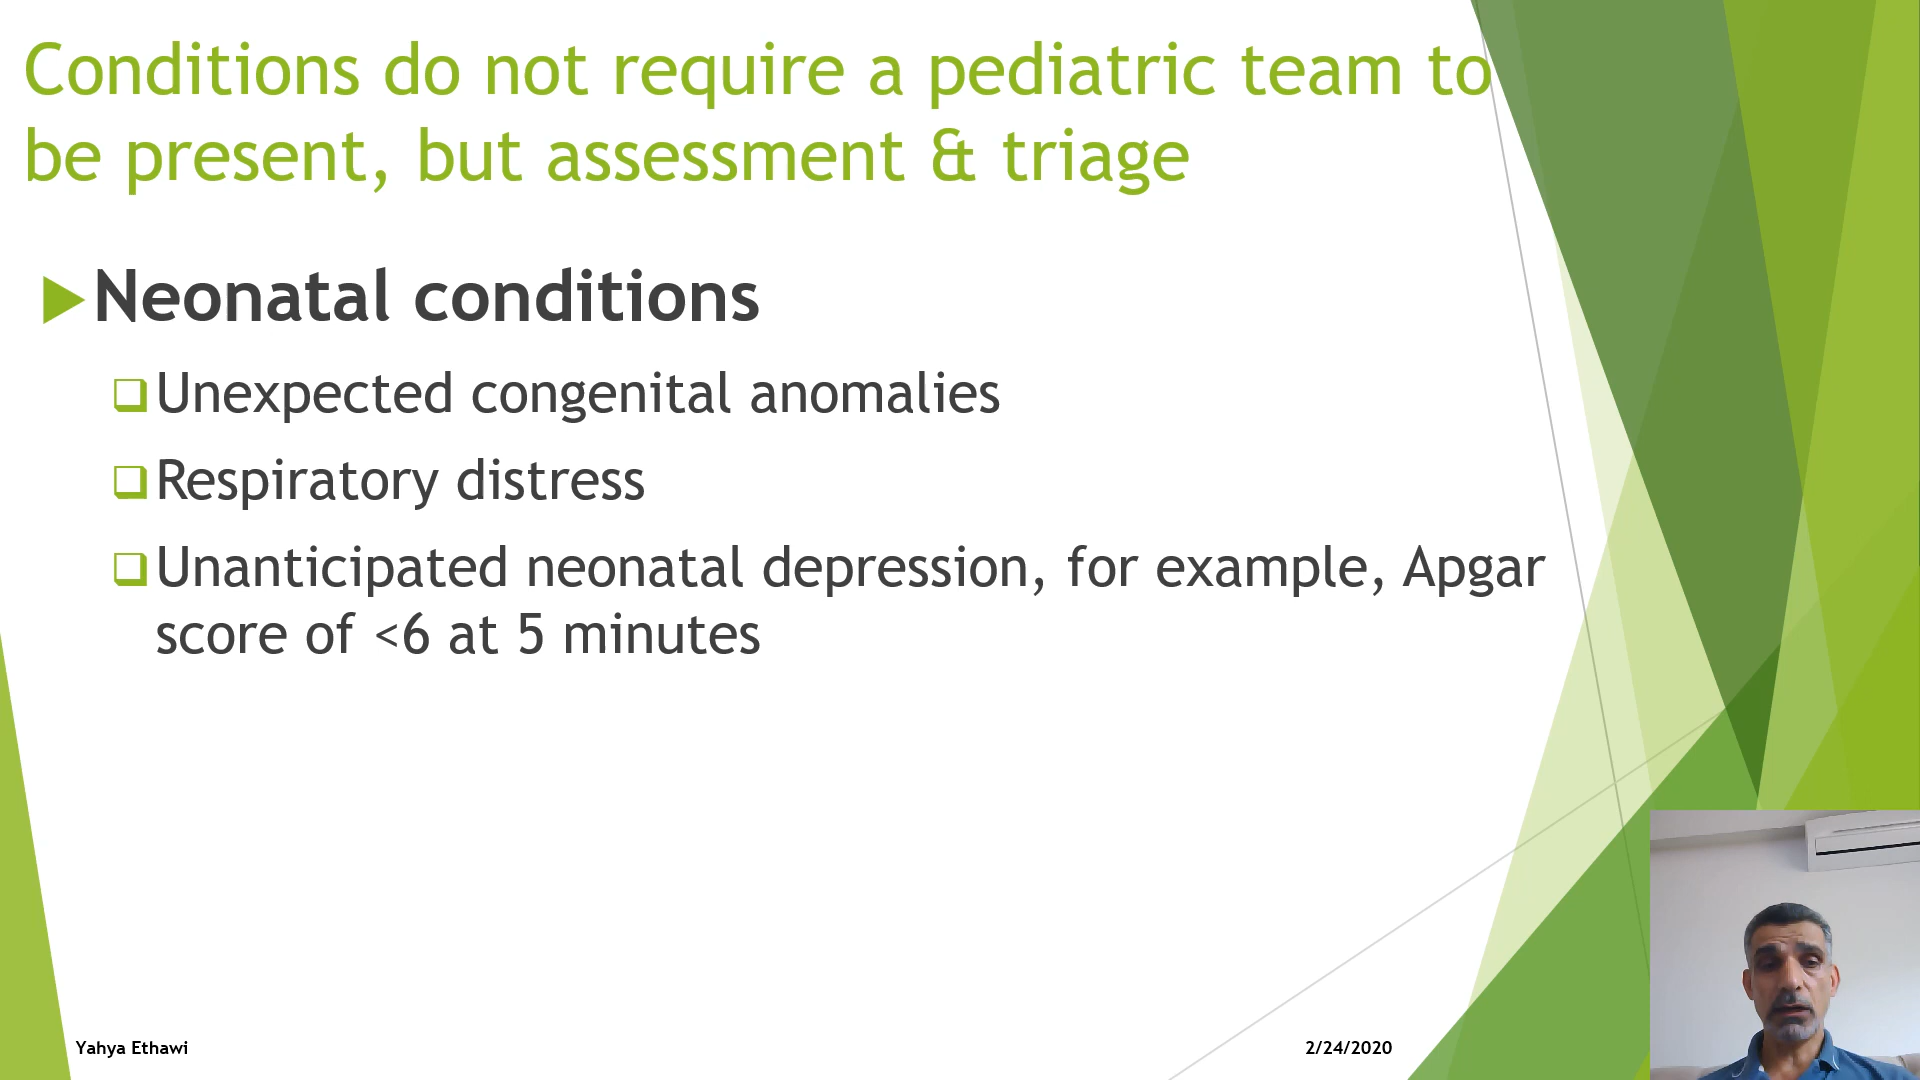 Conditions do not require a pediatric team to
be present, but assessment & triage
Neonatal conditions
Unexpected congenital anomalies
Respiratory distress
Unanticipated neonatal depression, for example, Apgar
score of <6 at 5 minutes
Yahya Ethawi
2/24/2020